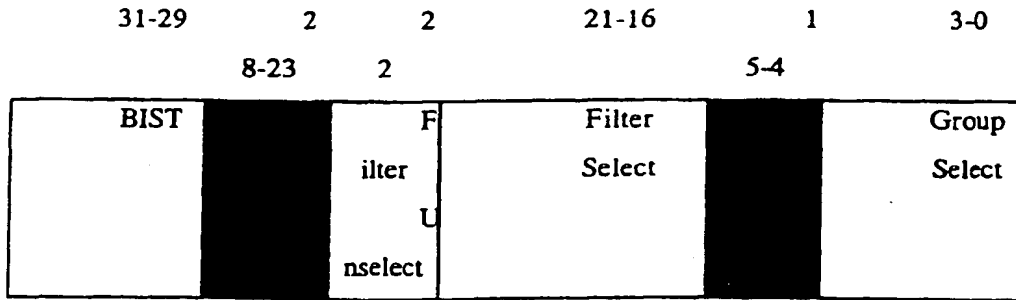 31-29 2 2 21-16 1 3-0
8-23 2 5-4
BIST F Filter Group
ilter Select Select
U
nselect